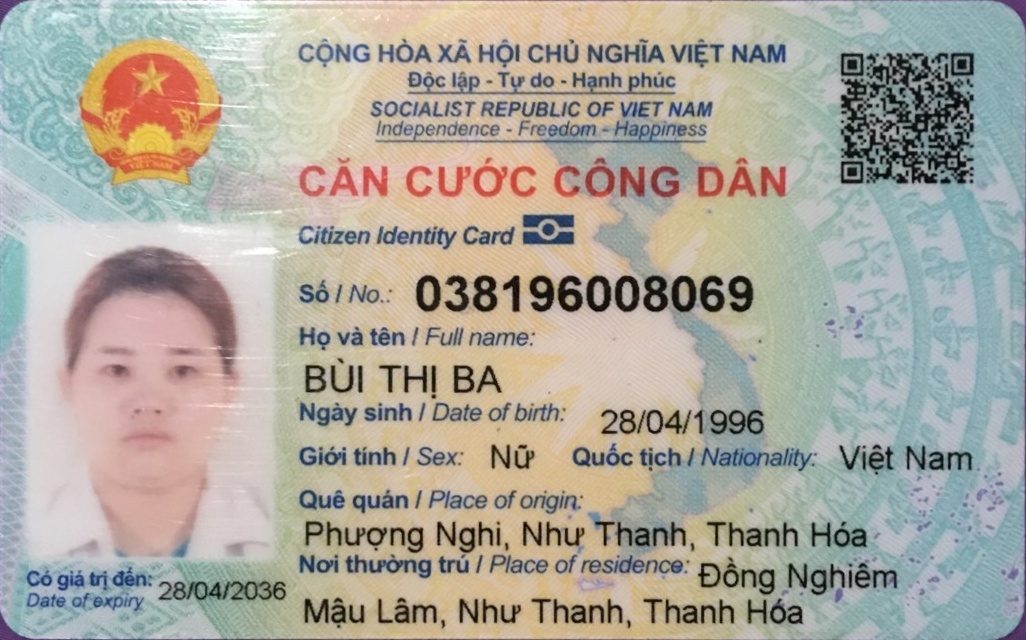 CỘNG HÒA XÃ HỘI CHỦ NGHĨA VIỆT NAM
Độc lập - Tự do - Hạnh phúc
SOCIALIST REPUBLIC OF VIET NAM
Independence - Freedom - Happiness
CĂN CƯỚC CÔNG DÂN
Citizen Identity Card
Số / No.: 038196008069
Họ và tên / Full name:
BÙI THỊ BA
Ngày sinh / Date of birth: 28/04/1996
Giới tính / Sex: Nữ Quốc tịch / Nationality: Việt Nam
Quê quán / Place of origin:
Phượng Nghi, Như Thanh, Thanh Hóa
Nơi thường trú / Place of residence: Đồng Nghiêm
Mậu Lâm, Như Thanh, Thanh Hóa
Có giá trị đến: 28/04/2036
Date of expiry
VIỆT NAM